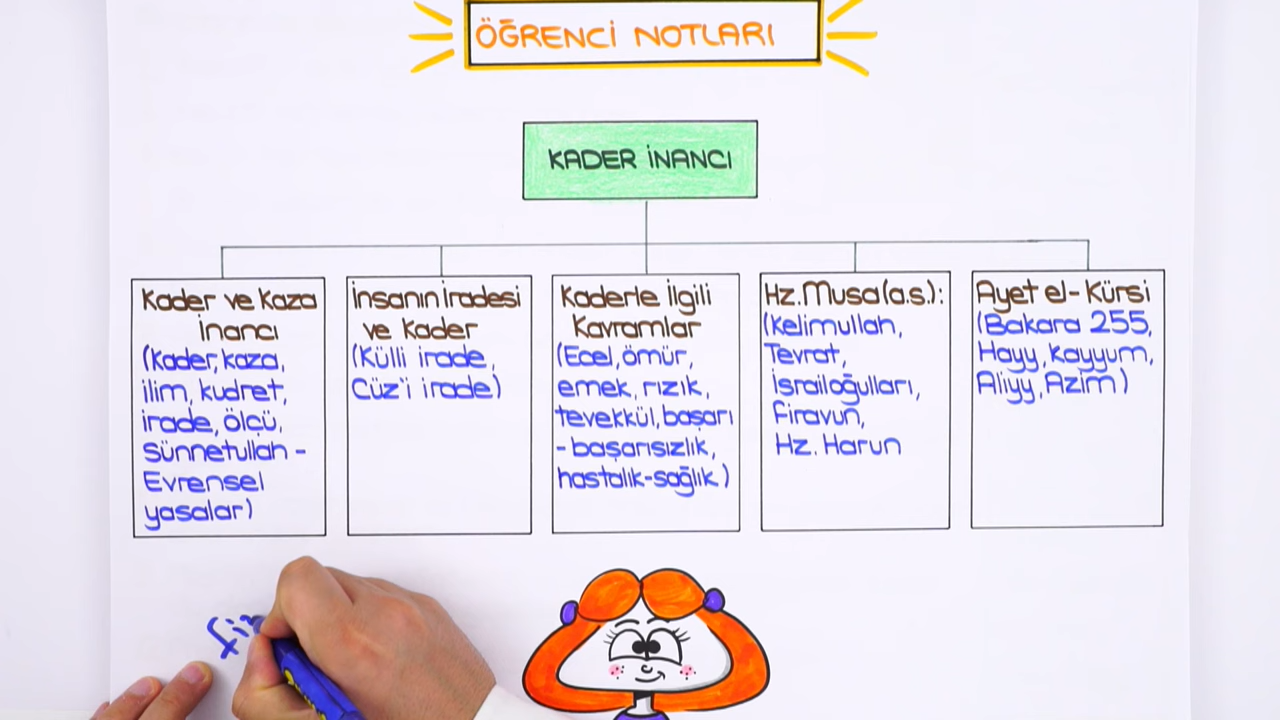 ÖĞRENCİ NOTLARI
KADER İNANCI
Kader ve Kaza
İnancı
(Kader, kaza,
ilim, kudret,
irade, ölçü,
Sünnetullah -
Evrensel
yasalar)
İnsanın İradesi
ve Kader
(Külli irade,
Cüz'i irade)
Kaderle İlgili
Kavramlar
(Ecel, ömür,
emek, rızık,
tevekkül, başarı
- başarısızlık,
hastalık-sağlık)
Hz. Musa (a.s.):
(Kelimullah,
Tevrat,
İsrailoğulları,
Firavun,
Hz. Harun
Ayet el-Kürsi
(Bakara 255,
Hayy, Kayyum,
Aliyy, Azim)